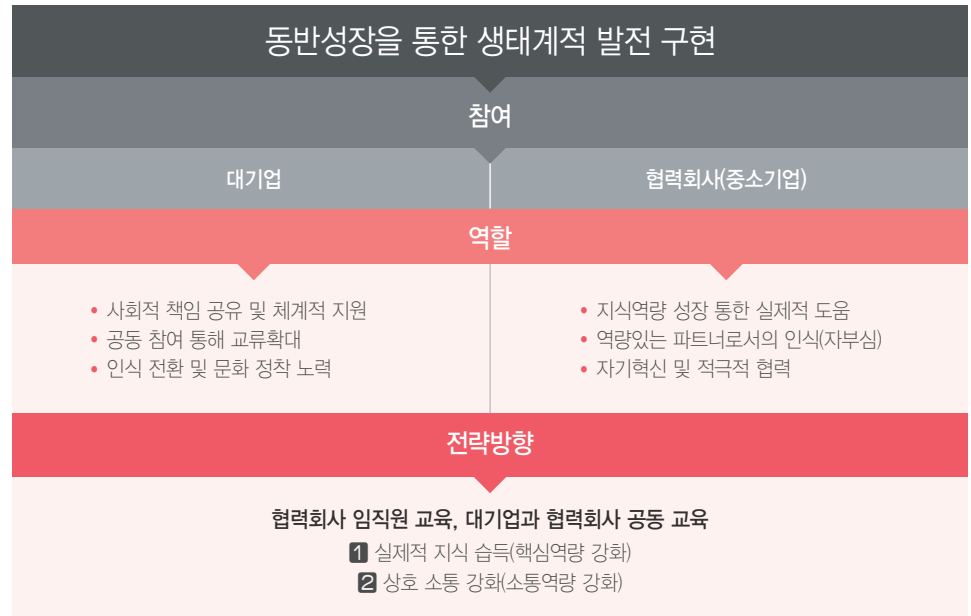 동반성장을 통한 생태계적 발전 구현
참여
대기업
협력회사(중소기업)
역할
• 사회적 책임 공유 및 체계적 지원
• 공동 참여 통해 교류확대
• 인식 전환 및 문화 정착 노력
• 지식역량 성장 통한 실제적 도움
• 역량있는 파트너로서의 인식(자부심)
• 자기혁신 및 적극적 협력
전략방향
협력회사 임직원 교육, 대기업과 협력회사 공동 교육
1 실제적 지식 습득(핵심역량 강화)
2 상호 소통 강화(소통역량 강화)